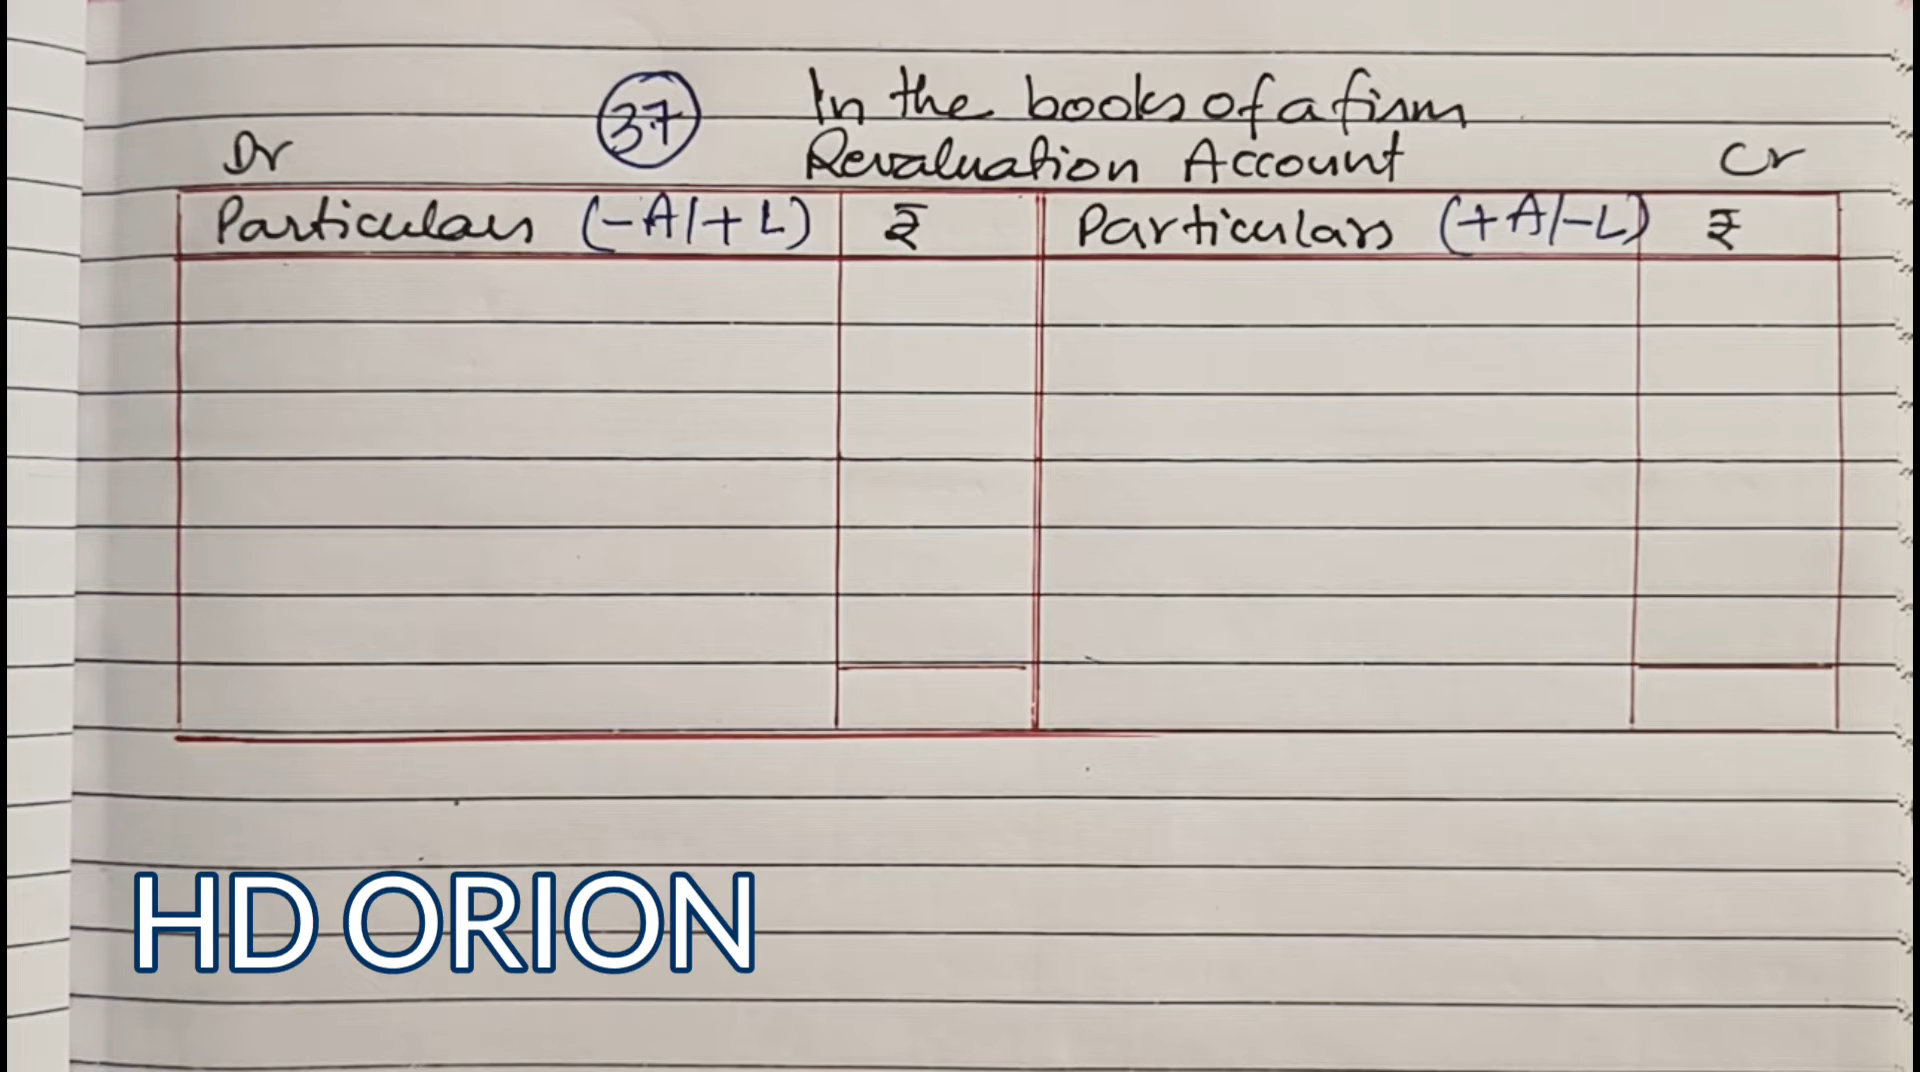 37 In the books of a firm
Dr Revaluation Account Cr
Particulars (-A/+L) ₹ Particulars (+A/-L) ₹
HD ORION